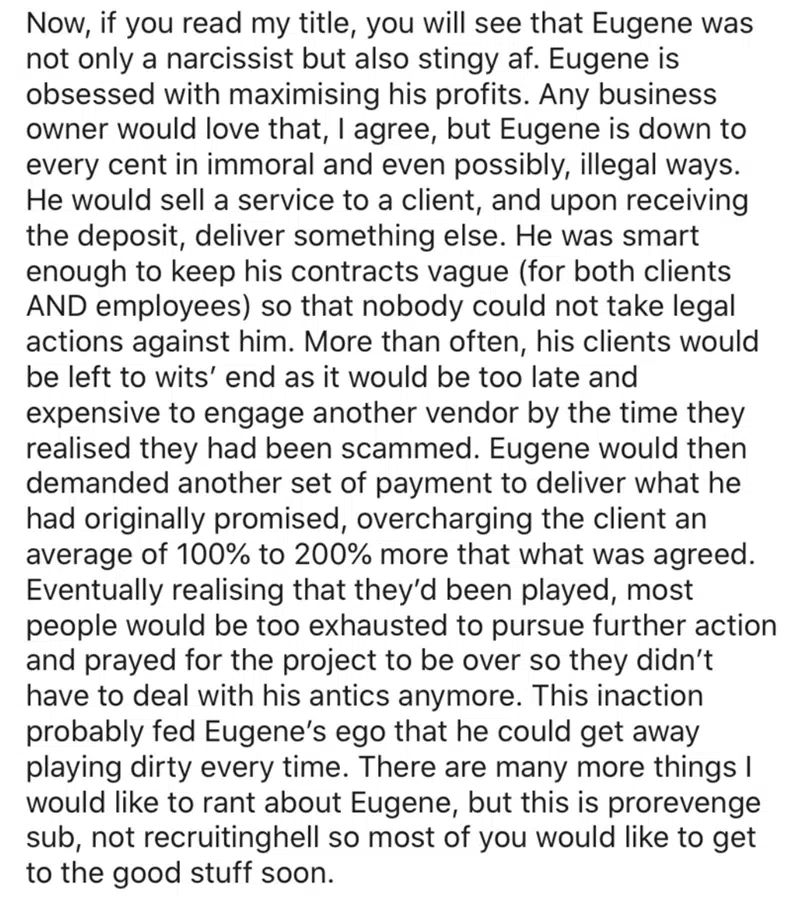 Now, if you read my title, you will see that Eugene was
not only a narcissist but also stingy af. Eugene is
obsessed with maximising his profits. Any business
owner would love that, I agree, but Eugene is down to
every cent in immoral and even possibly, illegal ways.
He would sell a service to a client, and upon receiving
the deposit, deliver something else. He was smart
enough to keep his contracts vague (for both clients
AND employees) so that nobody could not take legal
actions against him. More than often, his clients would
be left to wits’ end as it would be too late and
expensive to engage another vendor by the time they
realised they had been scammed. Eugene would then
demanded another set of payment to deliver what he
had originally promised, overcharging the client an
average of 100% to 200% more that what was agreed.
Eventually realising that they’d been played, most
people would be too exhausted to pursue further action
and prayed for the project to be over so they didn’t
have to deal with his antics anymore. This inaction
probably fed Eugene’s ego that he could get away
playing dirty every time. There are many more things I
would like to rant about Eugene, but this is prorevenge
sub, not recruitinghell so most of you would like to get
to the good stuff soon.